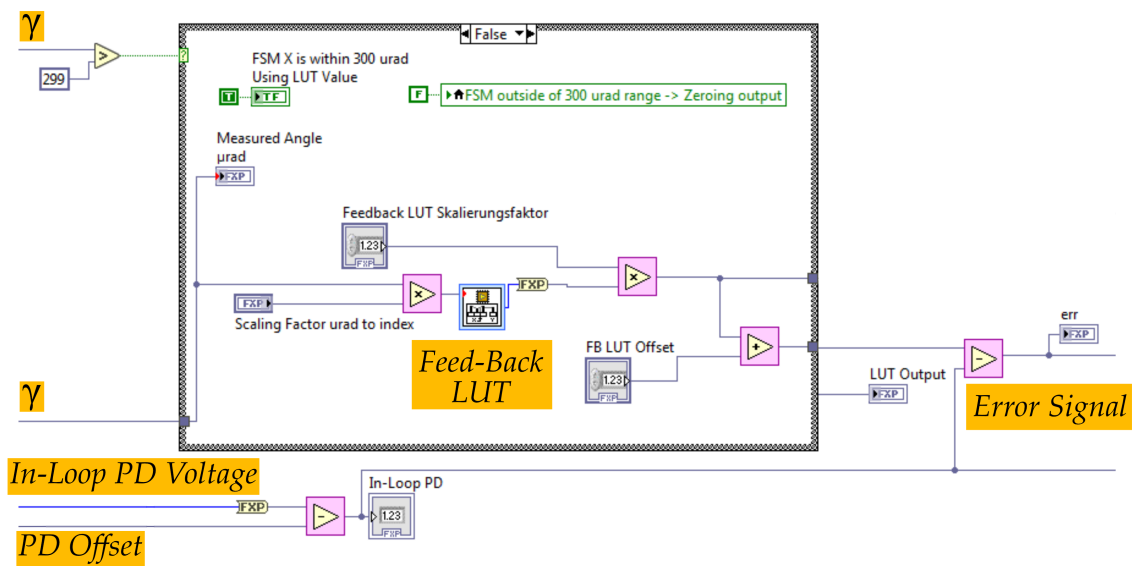 γ
False
299
>
?
FSM X is within 300 urad
Using LUT Value
T
TF
F
FSM outside of 300 urad range -> Zeroing output
Measured Angle
µrad
FXP
Feedback LUT Skalierungsfaktor
1.23
FXP
FXP
x
FXP
x
Scaling Factor urad to index
Feed-Back
LUT
FB LUT Offset
1.23
FXP
+
err
FXP
-
LUT Output
FXP
Error Signal
γ
In-Loop PD Voltage
FXP
-
In-Loop PD
1.23
FXP
PD Offset